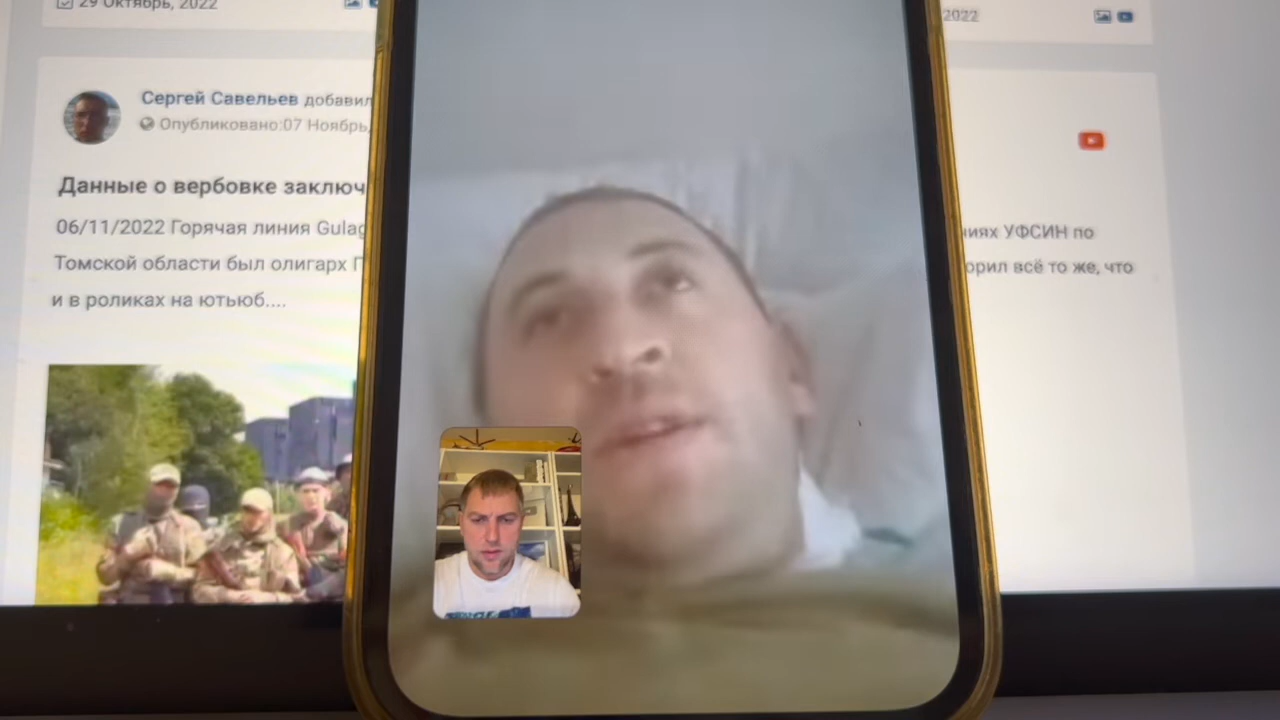 29 Октябрь, 2022
2022
Сергей Савельев добавил
Опубликовано:07 Ноябрь,
Данные о вербовке заключ
06/11/2022 Горячая линия Gulag
иях УФСИН по
Томской области был олигарх П
орил всё то же, что
и в роликах на ютьюб....